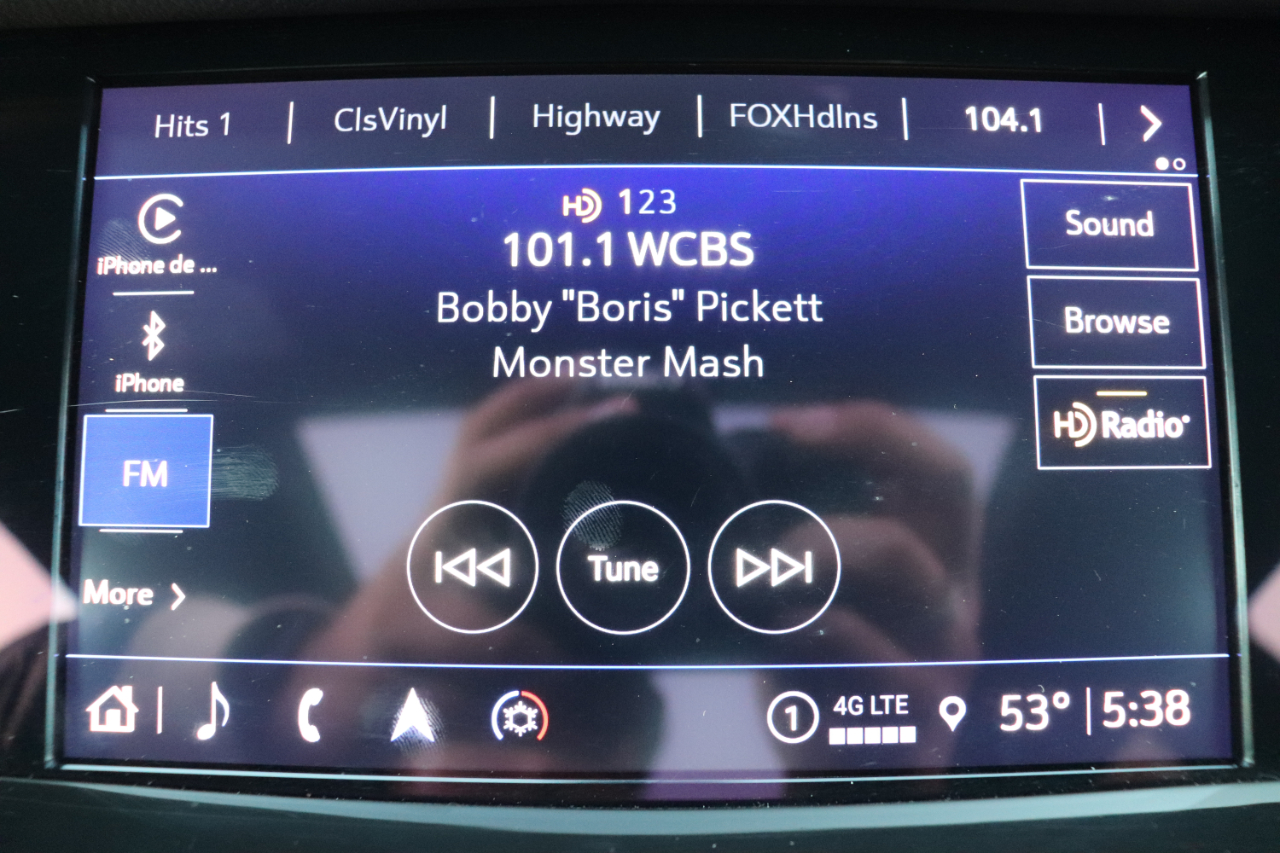 Hits 1 | ClsVinyl | Highway | FOXHdlns | 104.1 |
HD 123
101.1 WCBS
Bobby "Boris" Pickett
Monster Mash
iPhone de ...
iPhone
FM
More
Sound
Browse
HD Radio
Tune
1 4G LTE 53° | 5:38